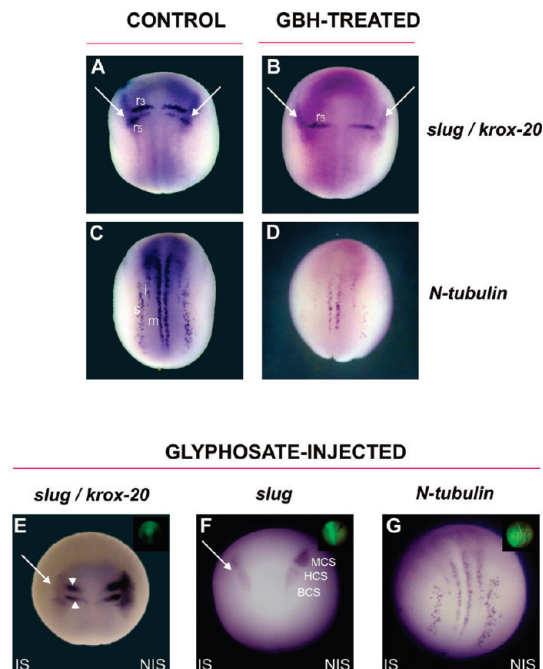 CONTROL GBH-TREATED
A B
r3
r5 r5
slug / krox-20
C D
i
s
m
N-tubulin
GLYPHOSATE-INJECTED
slug / krox-20 slug N-tubulin
E F G
MCS
HCS
BCS
IS NIS IS NIS IS NIS